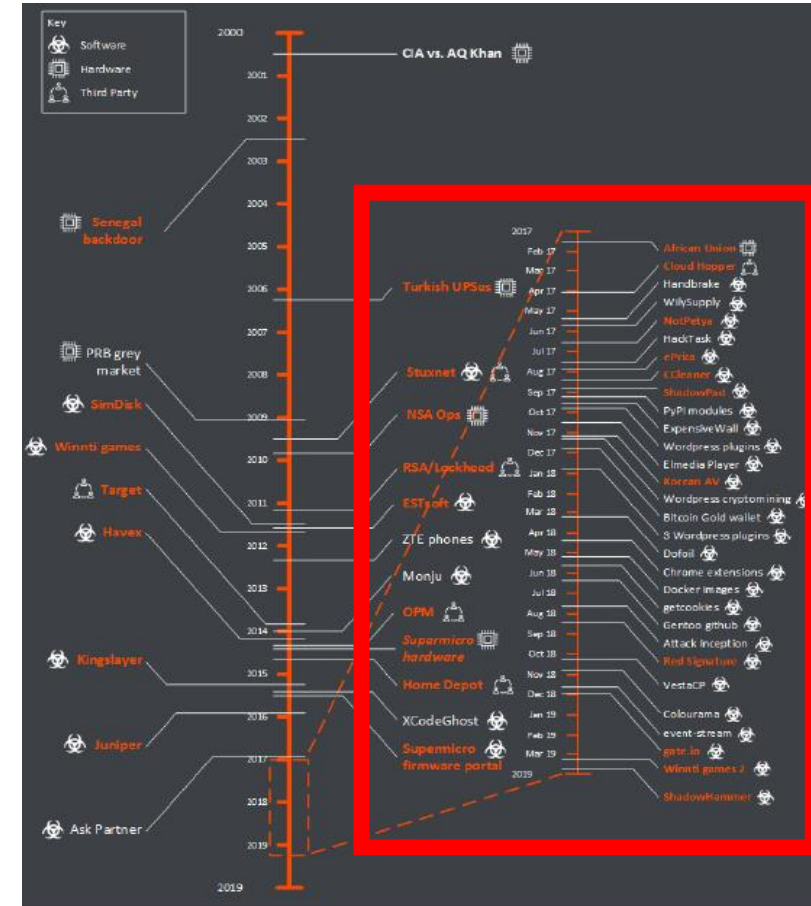 Key
Software
Hardware
Third Party
2000
2001
2002
2003
2004
2005
2006
2007
2008
2009
2010
2011
2012
2013
2014
2015
2016
2017
2018
2019
2019
Senegal
backdoor
PRB grey
market
SimDisk
Winnti games
Target
Havex
Kingslayer
Juniper
Ask Partner
CIA vs. AQ Khan
Turkish UPSes
Stuxnet
NSA Ops
RSA/Lockheed
ESTsoft
ZTE phones
Monju
OPM
Supermicro
hardware
Home Depot
XCodeGhost
Supermicro
firmware portal
2017
Feb 17
Mar 17
Apr 17
May 17
Jun 17
Jul 17
Aug 17
Sep 17
Oct 17
Nov 17
Dec 17
Jan 18
Feb 18
Mar 18
Apr 18
May 18
Jun 18
Jul 18
Aug 18
Sep 18
Oct 18
Nov 18
Dec 18
Jan 19
Feb 19
Mar 19
2019
African Union
Cloud Hopper
Handbrake
WilySupply
NotPetya
HackTask
ePrica
CCleaner
ShadowPad
PyPI modules
ExpensiveWall
Wordpress plugins
Elmedia Player
Korean AV
Wordpress cryptomining
Bitcoin Gold wallet
3 Wordpress plugins
Dofoil
Chrome extensions
Docker images
getcookies
Gentoo github
Attack Inception
Red Signature
VestaCP
Colourama
event-stream
gate.io
Winnti games 2
ShadowHammer